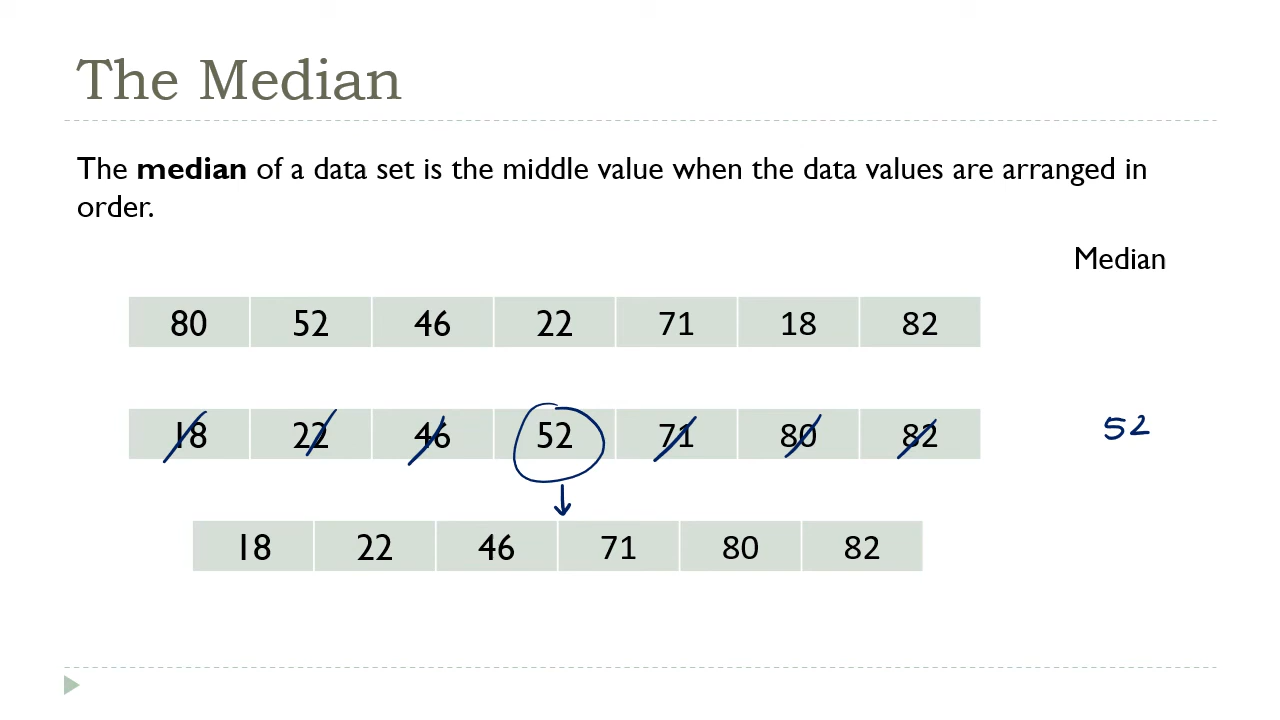 The Median
The median of a data set is the middle value when the data values are arranged in
order.
Median
80 52 46 22 71 18 82
18 22 46 52 71 80 82 52
18 22 46 71 80 82